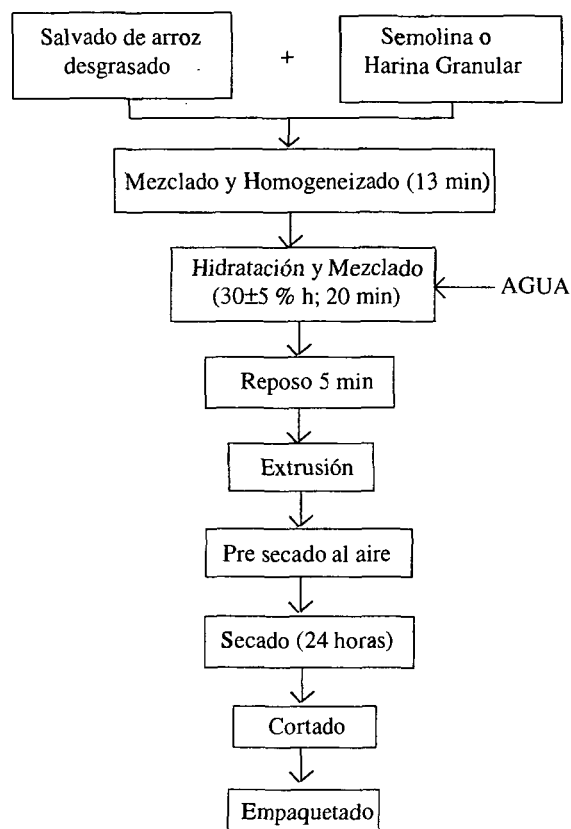 Salvado de arroz
desgrasado
+
Semolina o
Harina Granular
Mezclado y Homogeneizado (13 min)
Hidratación y Mezclado
(30±5 % h; 20 min)
AGUA
Reposo 5 min
Extrusión
Pre secado al aire
Secado (24 horas)
Cortado
Empaquetado